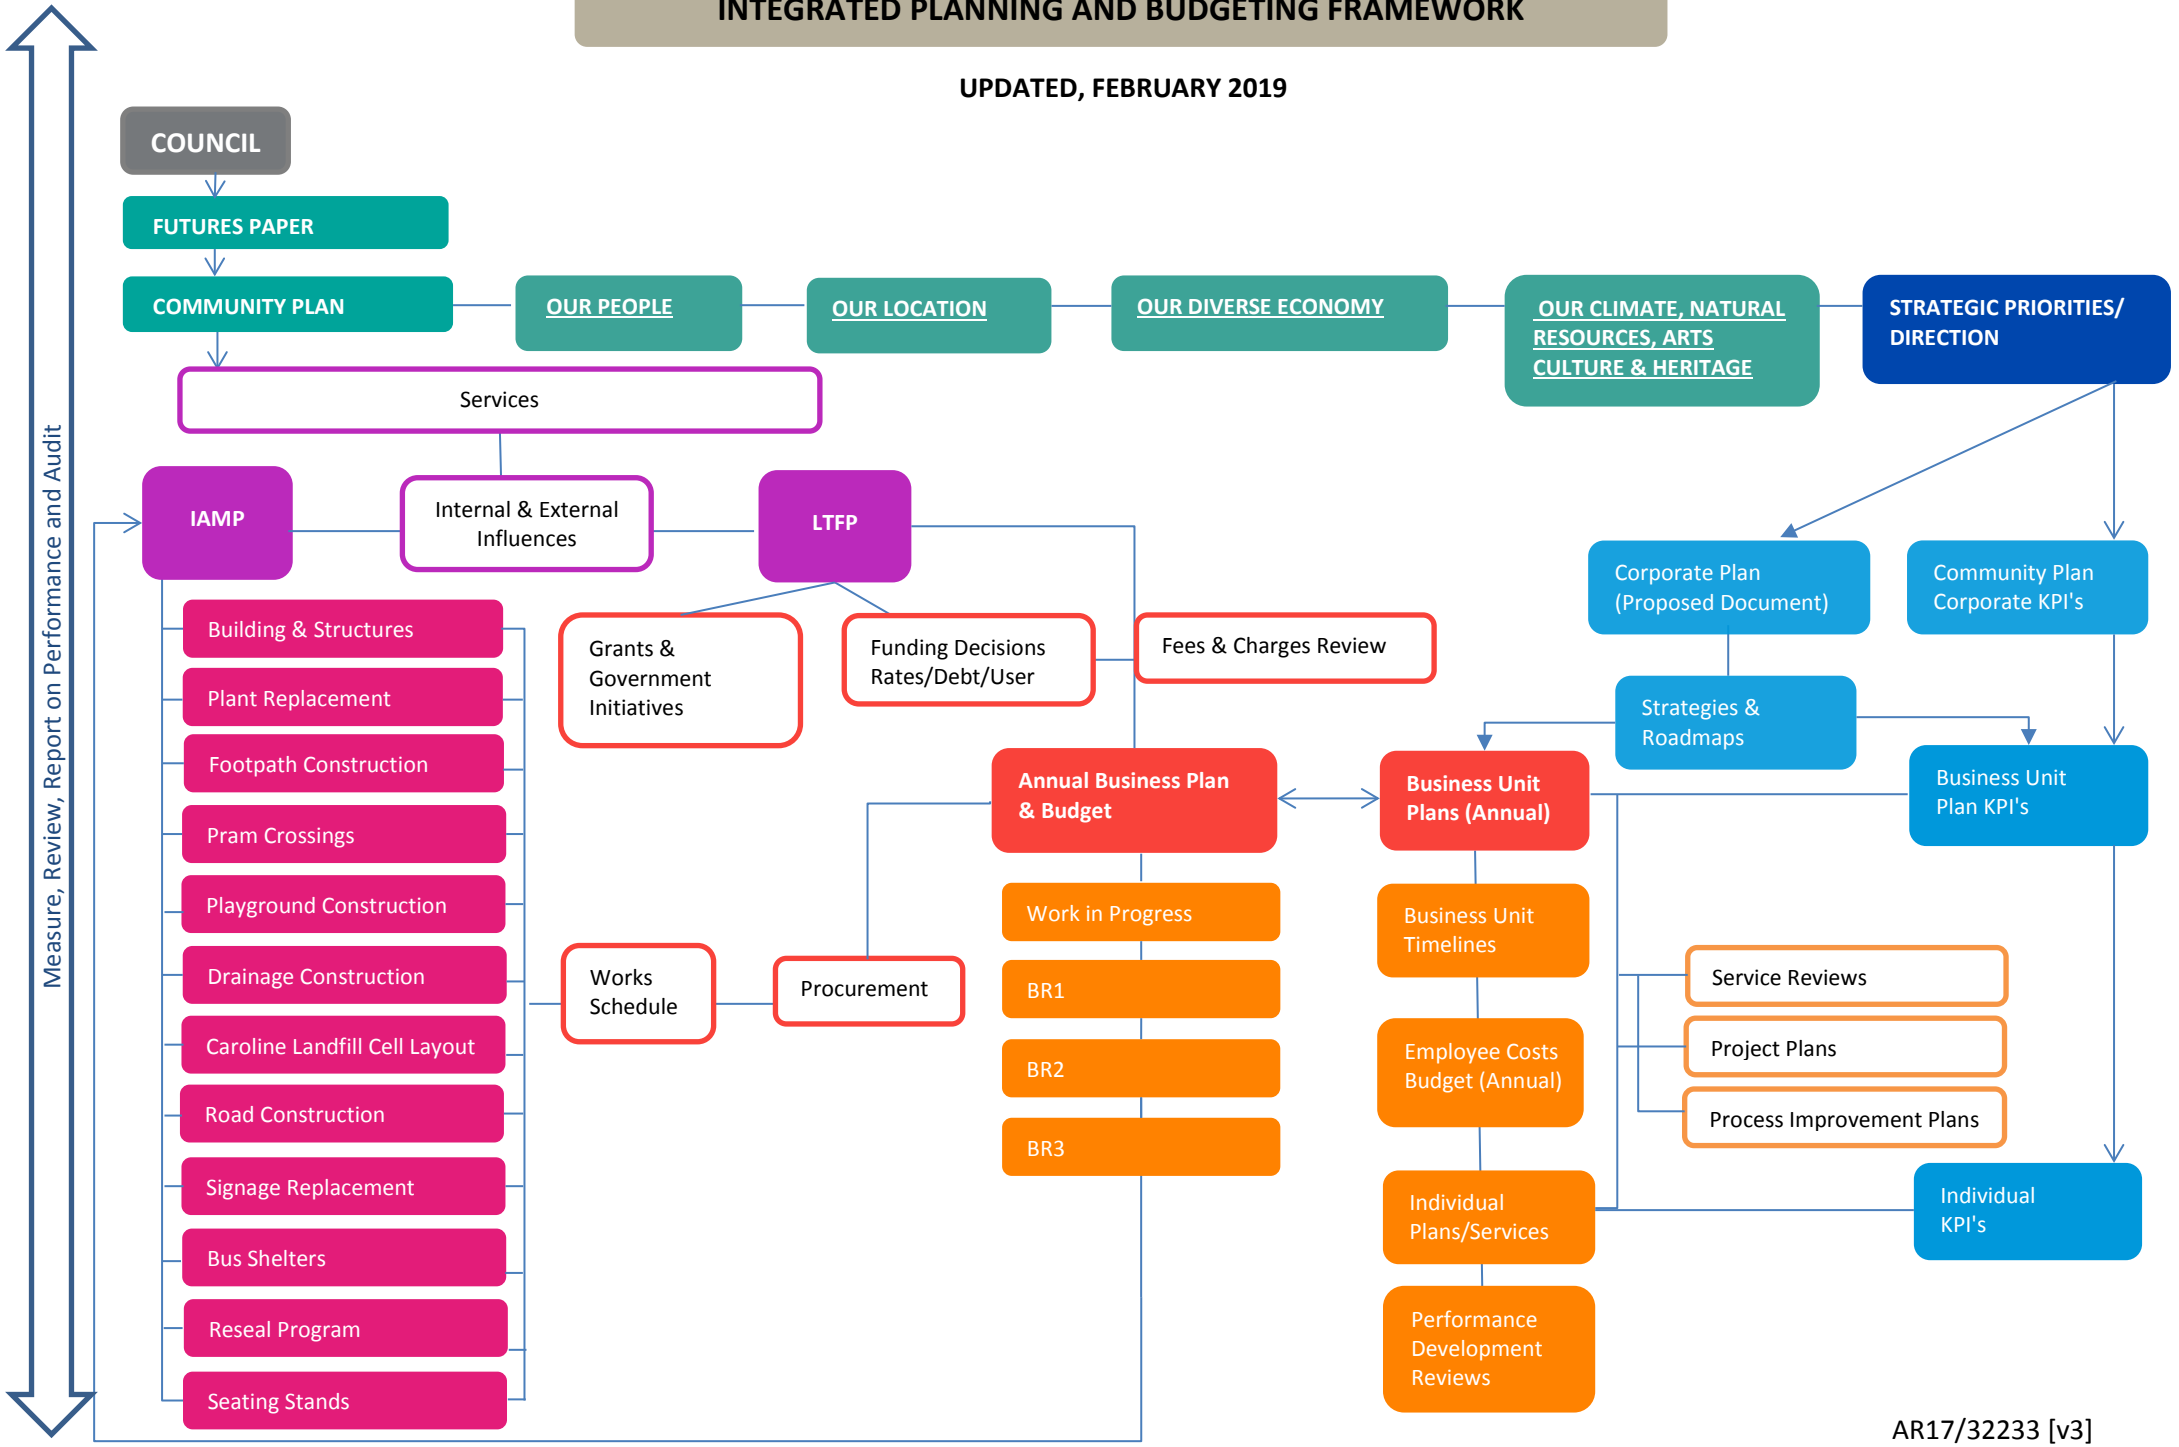 INTEGRATED PLANNING AND BUDGETING FRAMEWORK
UPDATED, FEBRUARY 2019
COUNCIL
FUTURES PAPER
COMMUNITY PLAN
OUR PEOPLE
OUR LOCATION
OUR DIVERSE ECONOMY
OUR CLIMATE, NATURAL
RESOURCES, ARTS
CULTURE & HERITAGE
STRATEGIC PRIORITIES/
DIRECTION
Services
Measure, Review, Report on Performance and Audit
IAMP
Internal & External
Influences
LTFP
Building & Structures
Plant Replacement
Footpath Construction
Pram Crossings
Playground Construction
Drainage Construction
Caroline Landfill Cell Layout
Road Construction
Signage Replacement
Bus Shelters
Reseal Program
Seating Stands
Grants &
Government
Initiatives
Funding Decisions
Rates/Debt/User
Fees & Charges Review
Works
Schedule
Procurement
Annual Business Plan
& Budget
Work in Progress
BR1
BR2
BR3
Corporate Plan
(Proposed Document)
Community Plan
Corporate KPI's
Strategies &
Roadmaps
Business Unit
Plans (Annual)
Business Unit
Plan KPI's
Business Unit
Timelines
Employee Costs
Budget (Annual)
Individual
Plans/Services
Performance
Development
Reviews
Service Reviews
Project Plans
Process Improvement Plans
Individual
KPI's
AR17/32233 [v3]